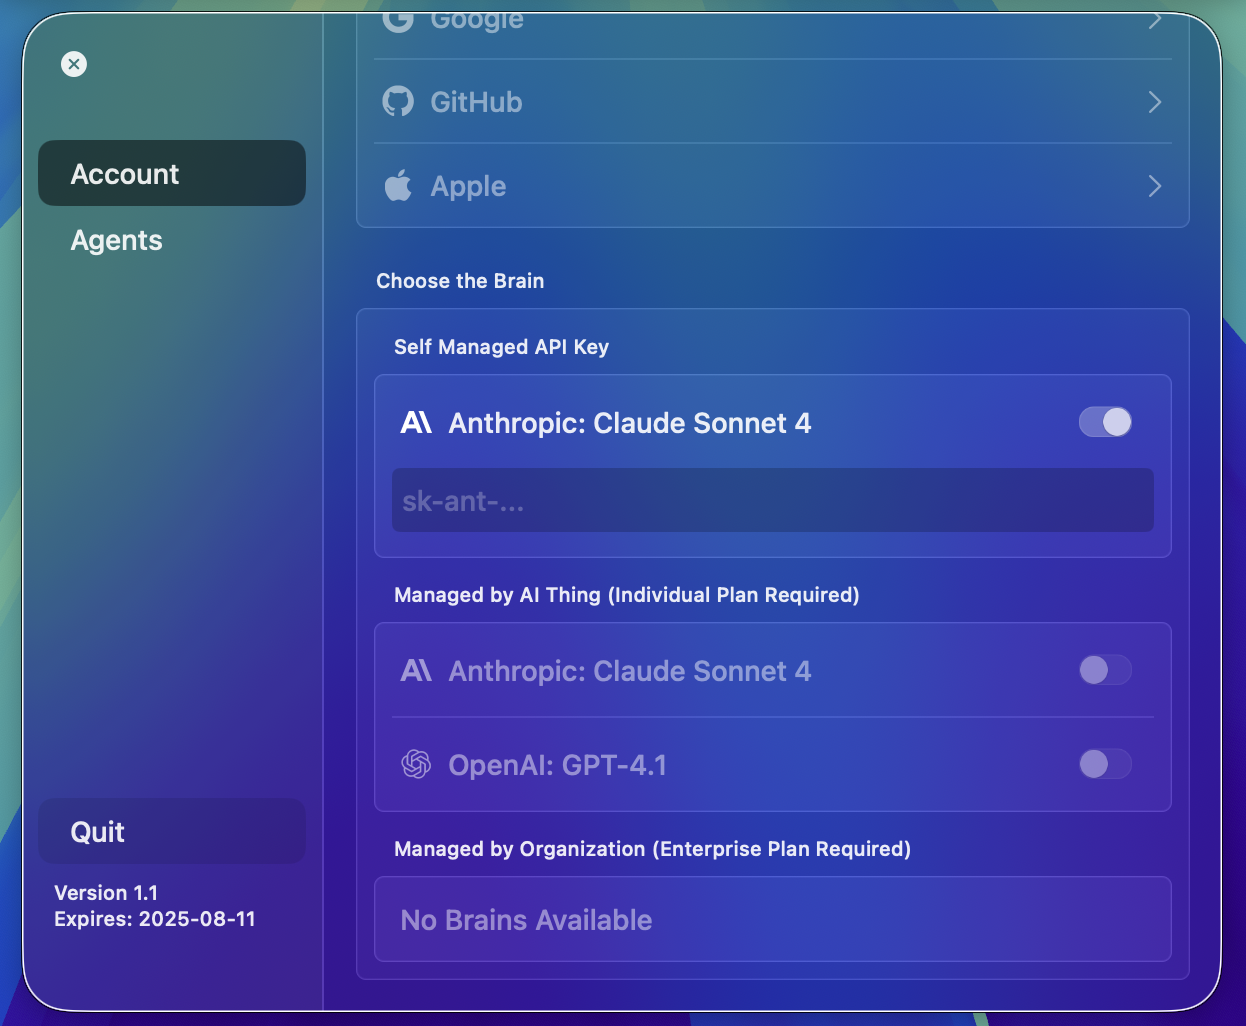 Account
Agents
Quit
Version 1.1
Expires: 2025-08-11
Google
GitHub
Apple
Choose the Brain
Self Managed API Key
Anthropic: Claude Sonnet 4
sk-ant-...
Managed by AI Thing (Individual Plan Required)
Anthropic: Claude Sonnet 4
OpenAI: GPT-4.1
Managed by Organization (Enterprise Plan Required)
No Brains Available